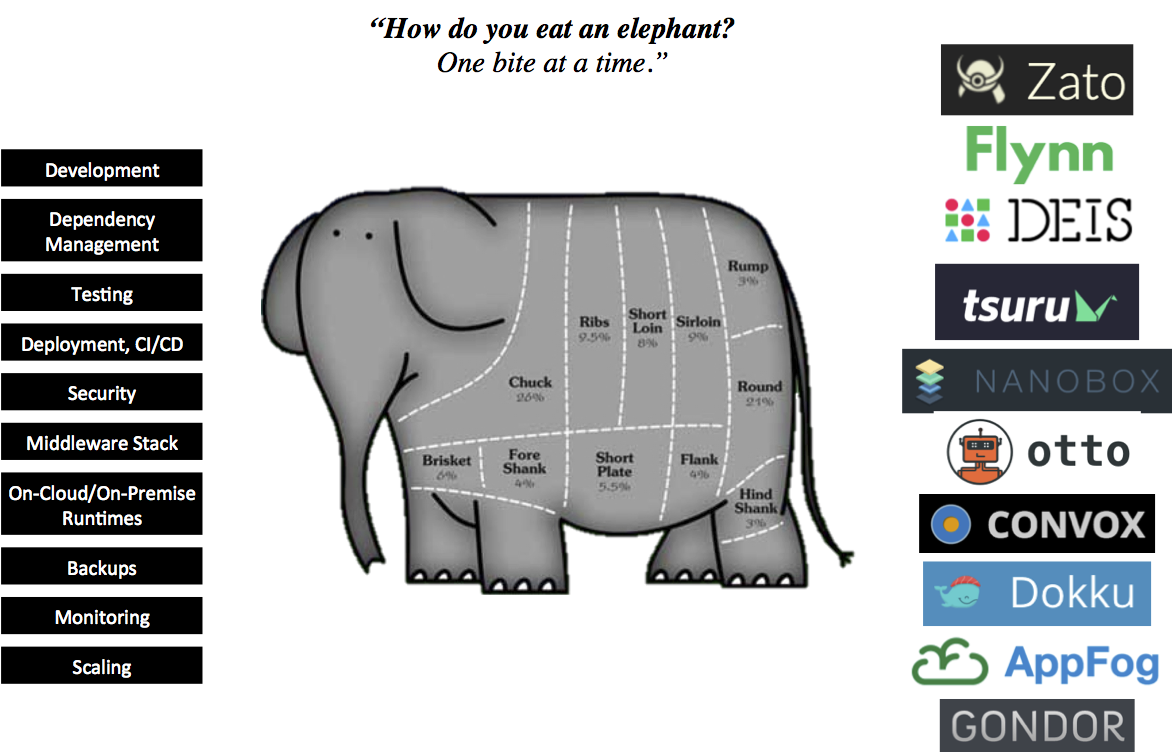 “How do you eat an elephant?
One bite at a time.”
Development
Dependency
Management
Testing
Deployment, CI/CD
Security
Middleware Stack
On-Cloud/On-Premise
Runtimes
Backups
Monitoring
Scaling
Rump
3%
Ribs
9.5%
Short
Loin
8%
Sirloin
9%
Chuck
26%
Round
21%
Brisket
6%
Fore
Shank
4%
Short
Plate
5.5%
Flank
4%
Hind
Shank
3%
Zato
Flynn
DEIS
tsuru
NANOBOX
otto
CONVOX
Dokku
AppFog
GONDOR